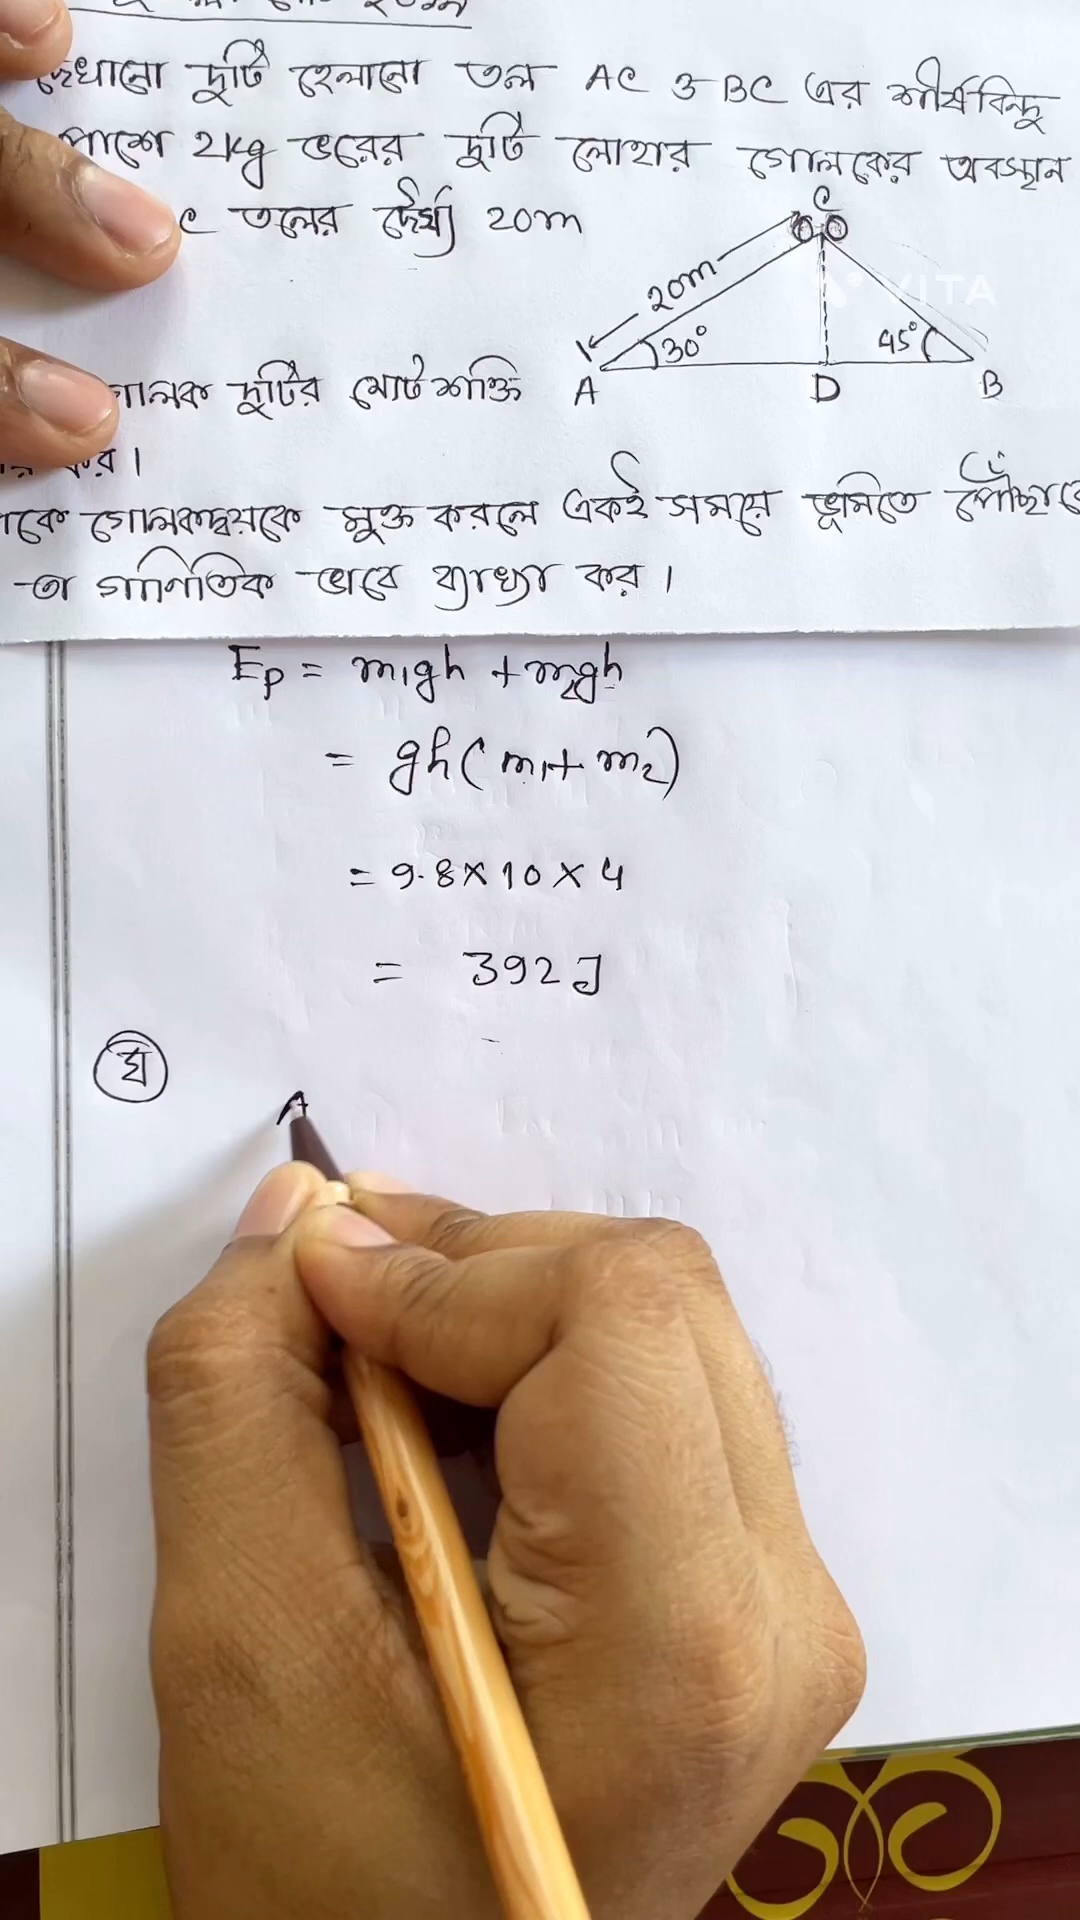 দেখানো দুটি হেলানো তল AC ও BC এর শীর্ষবিন্দু
পাশে 2kg ভরের দুটি লোহার গোলকের অবস্থান
C তলের দৈর্ঘ্য 20m
C
20m
30°
45°
A
D
B
VITA
গোলক দুটির মোট শক্তি
কর।
থেকে গোলকদ্বয়কে মুক্ত করলে একই সময়ে ভূমিতে পৌঁছাবে
তা গাণিতিক ভাবে ব্যাখ্যা কর।
Ep = m1gh + m2gh
= gh(m1+ m2)
= 9.8 × 10 × 4
= 392 J
ঘ